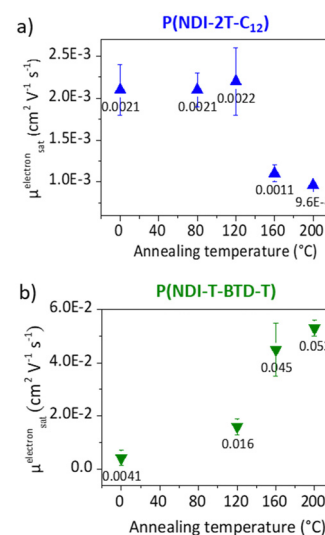 a)
P(NDI-2T-C₁₂)
2.5E-3
2.0E-3
1.5E-3
1.0E-3
μ^electron_sat (cm² V⁻¹ s⁻¹)
0.0021
0.0021
0.0022
0.0011
0 40 80 120 160 200
Annealing temperature (°C)
b)
P(NDI-T-BTD-T)
6.0E-2
4.0E-2
2.0E-2
0.0
μ^electron_sat (cm² V⁻¹ s⁻¹)
0.0041
0.016
0.045
0 40 80 120 160 200
Annealing temperature (°C)